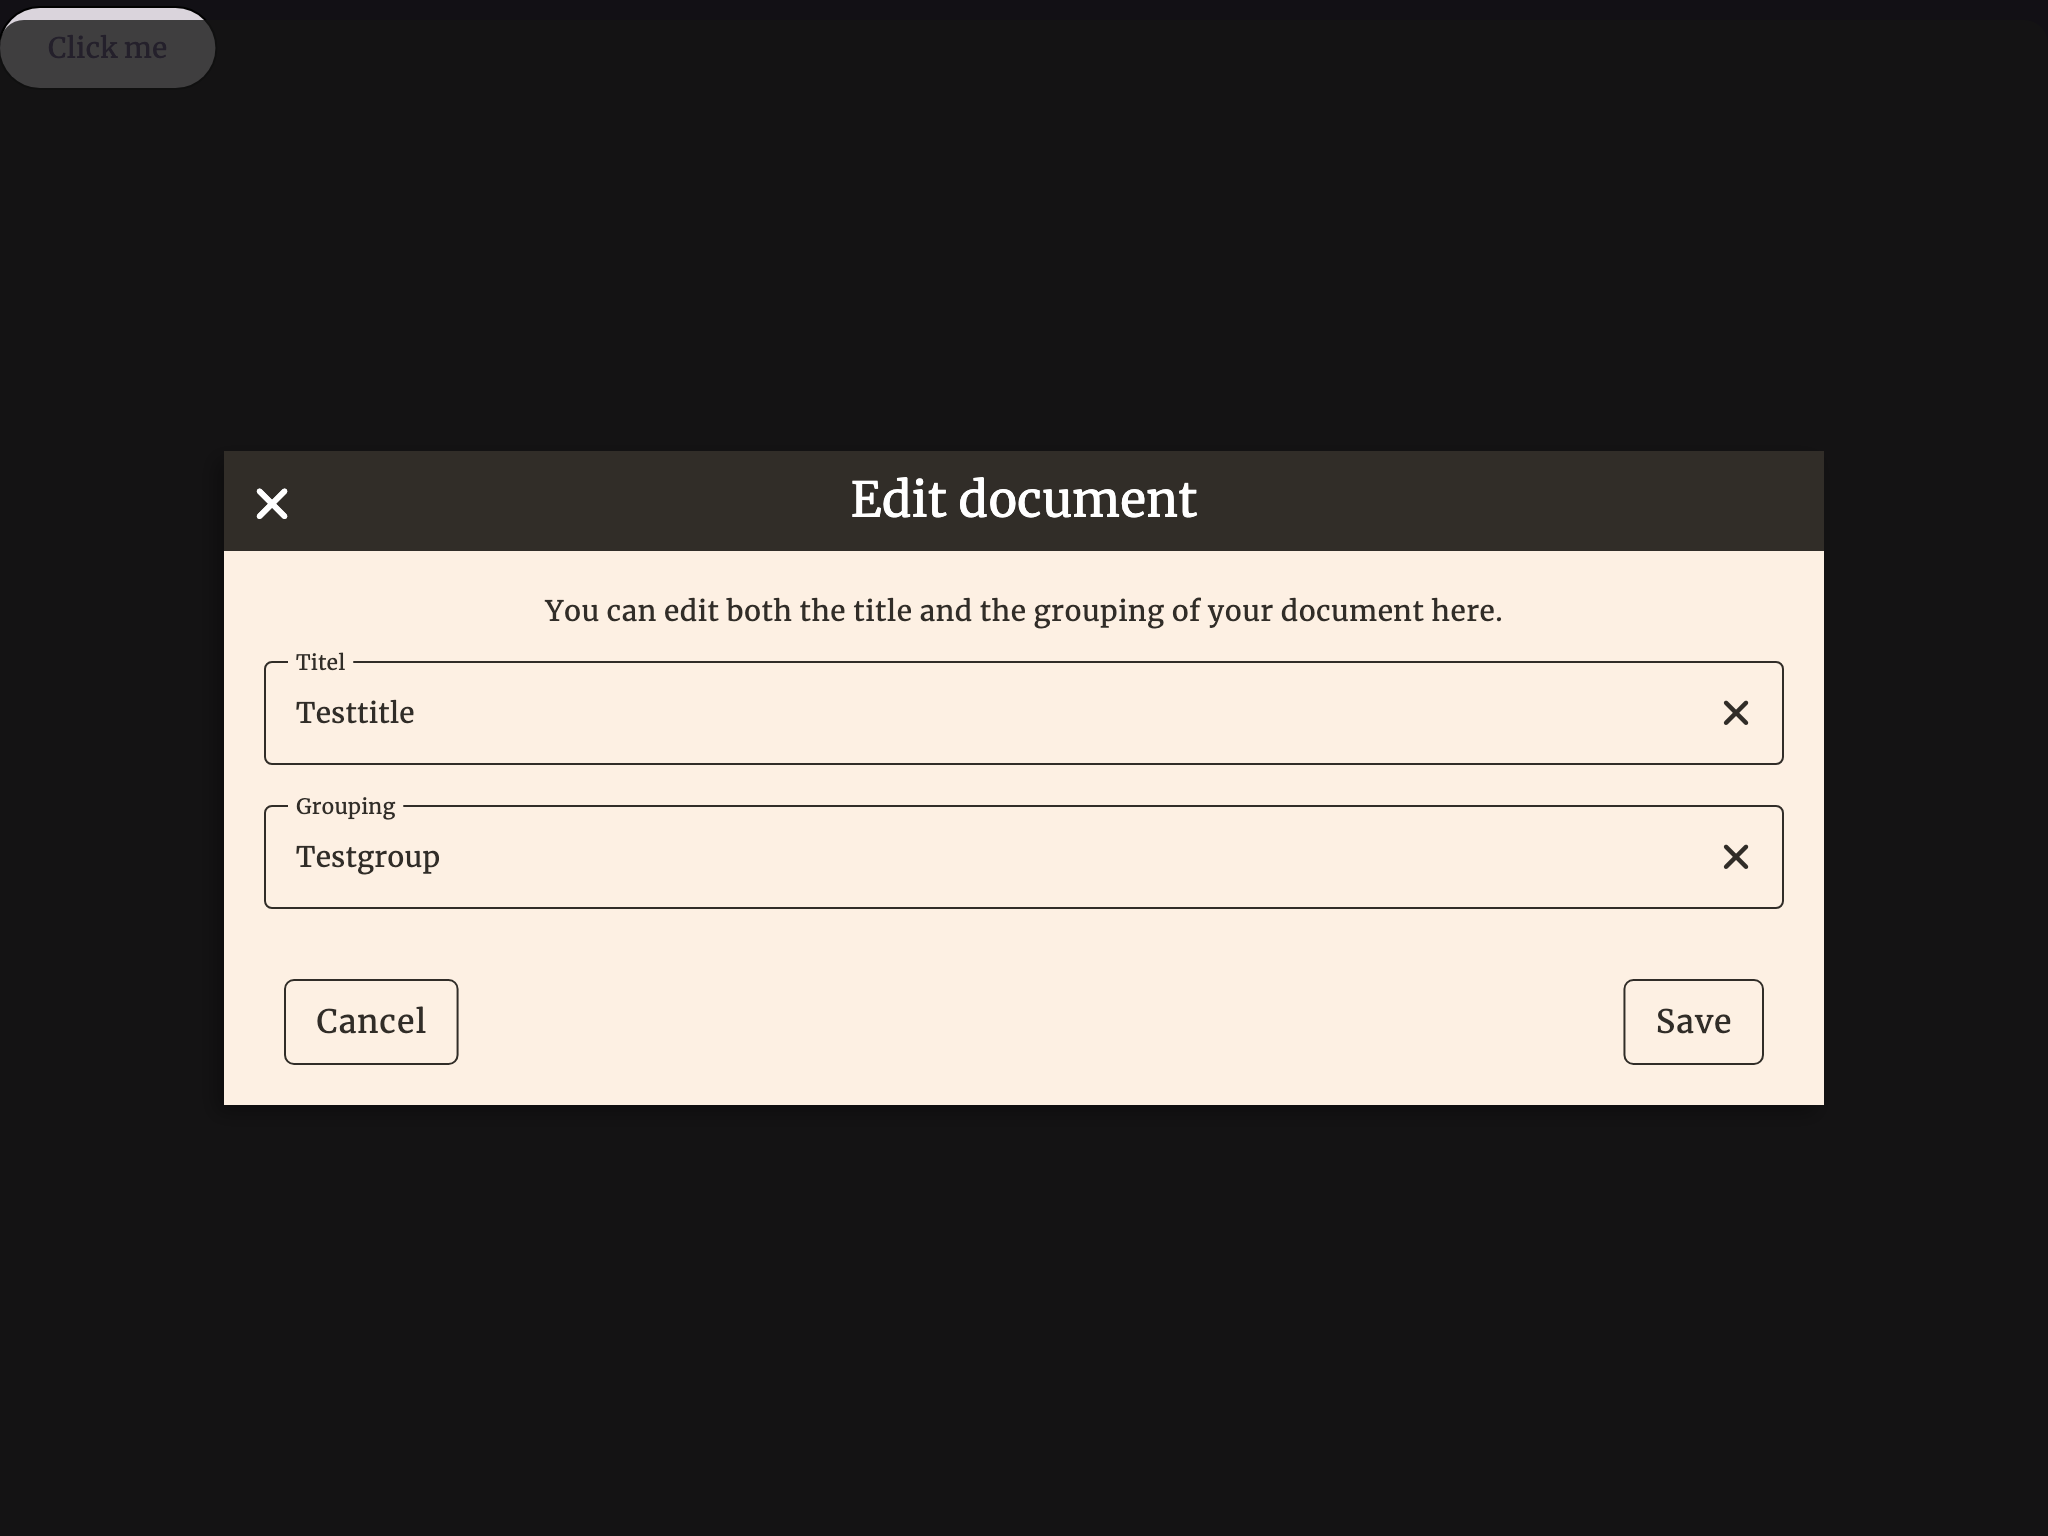 Click me
Edit document
You can edit both the title and the grouping of your document here.
Titel
Testtitle
Grouping
Testgroup
Cancel
Save